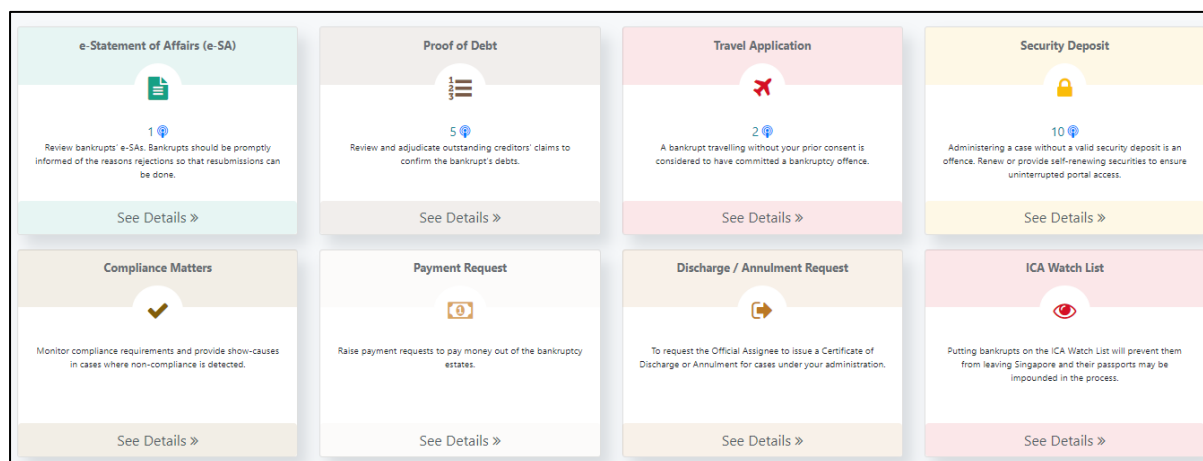 e-Statement of Affairs (e-SA)
1
Review bankrupts' e-SAs. Bankrupts should be promptly
informed of the reasons rejections so that resubmissions can
be done.
See Details »
Proof of Debt
1
2
3
5
Review and adjudicate outstanding creditors' claims to
confirm the bankrupt's debts.
See Details »
Travel Application
2
A bankrupt travelling without your prior consent is
considered to have committed a bankruptcy offence.
See Details »
Security Deposit
10
Administering a case without a valid security deposit is an
offence. Renew or provide self-renewing securities to ensure
uninterrupted portal access.
See Details »
Compliance Matters
Monitor compliance requirements and provide show-causes
in cases where non-compliance is detected.
See Details »
Payment Request
1
Raise payment requests to pay money out of the bankruptcy
estates.
See Details »
Discharge / Annulment Request
To request the Official Assignee to issue a Certificate of
Discharge or Annulment for cases under your administration.
See Details »
ICA Watch List
Putting bankrupts on the ICA Watch List will prevent them
from leaving Singapore and their passports may be
impounded in the process.
See Details »